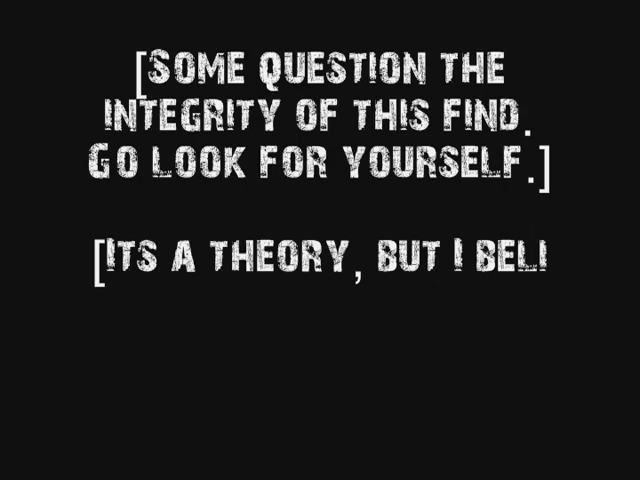 [Some question the
integrity of this find.
Go look for yourself.]
[Its a theory, but I beli